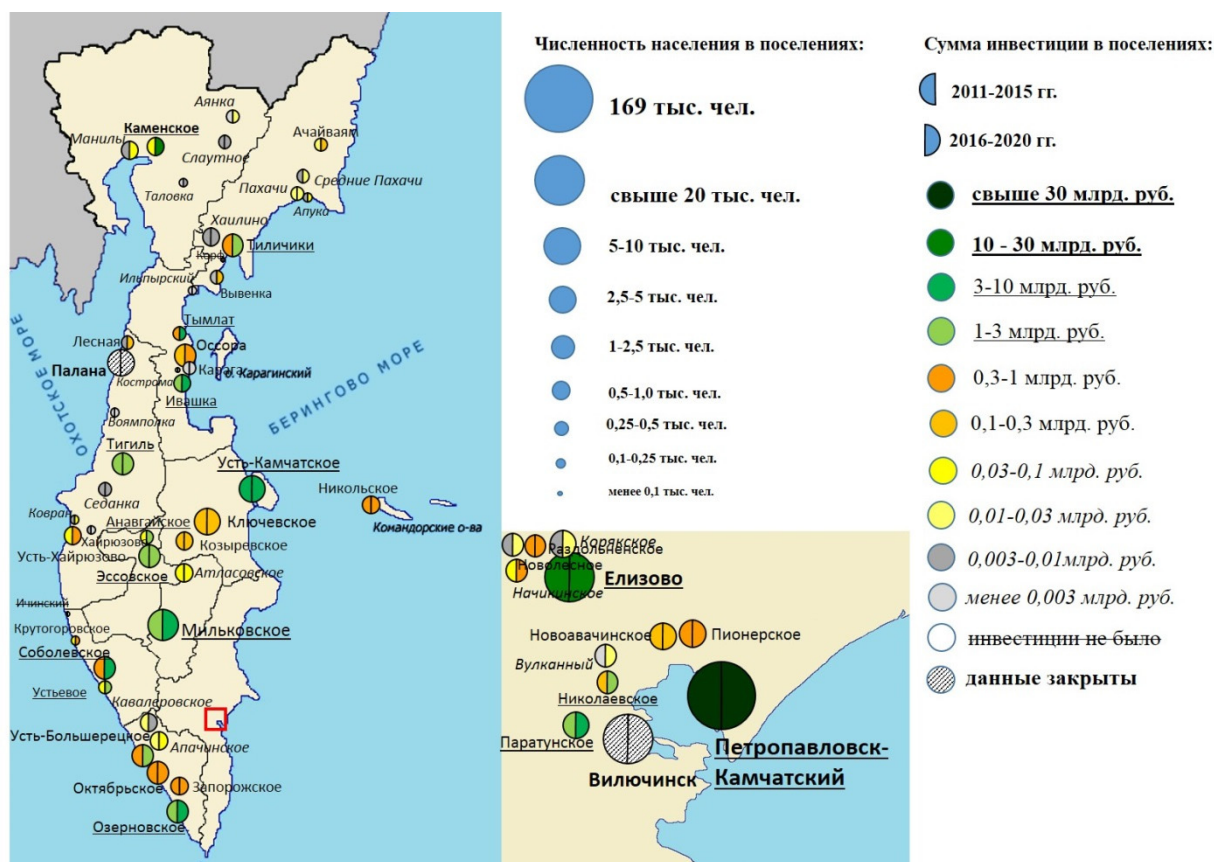 Аянка
Манилы
Каменское
Ачайваям
Слаутное
Таловка
Средние Пахачи
Пахачи
Апука
Хаилино
Тиличики
Корф
Ильпырский
Вывенка
Тымлат
Лесная
Оссора
Палана
Карага
о. Карагинский
Кострома
Ивашка
ОХОТСКОЕ МОРЕ
БЕРИНГОВО МОРЕ
Воямполка
Тигиль
Усть-Камчатское
Седанка
Никольское
Командорские о-ва
Ковран
Анавгайское
Ключевское
Хайрюзово
Козыревское
Усть-Хайрюзово
Эссовское
Атласовское
Ичинский
Крутогоровское
Мильковское
Соболевское
Устьевое
Кавалеровское
Усть-Большерецкое
Апачинское
Октябрьское
Запорожское
Озерновское
Численность населения в поселениях:
169 тыс. чел.
свыше 20 тыс. чел.
5-10 тыс. чел.
2,5-5 тыс. чел.
1-2,5 тыс. чел.
0,5-1,0 тыс. чел.
0,25-0,5 тыс. чел.
0,1-0,25 тыс. чел.
менее 0,1 тыс. чел.
Сумма инвестиции в поселениях:
2011-2015 гг.
2016-2020 гг.
свыше 30 млрд. руб.
10 - 30 млрд. руб.
3-10 млрд. руб.
1-3 млрд. руб.
0,3-1 млрд. руб.
0,1-0,3 млрд. руб.
0,03-0,1 млрд. руб.
0,01-0,03 млрд. руб.
0,003-0,01млрд. руб.
менее 0,003 млрд. руб.
инвестиции не было
данные закрыты
Корякское
Раздольненское
Новолесное
Елизово
Начикинское
Новоавачинское
Пионерское
Вулканный
Николаевское
Паратунское
Петропавловск-
Камчатский
Вилючинск